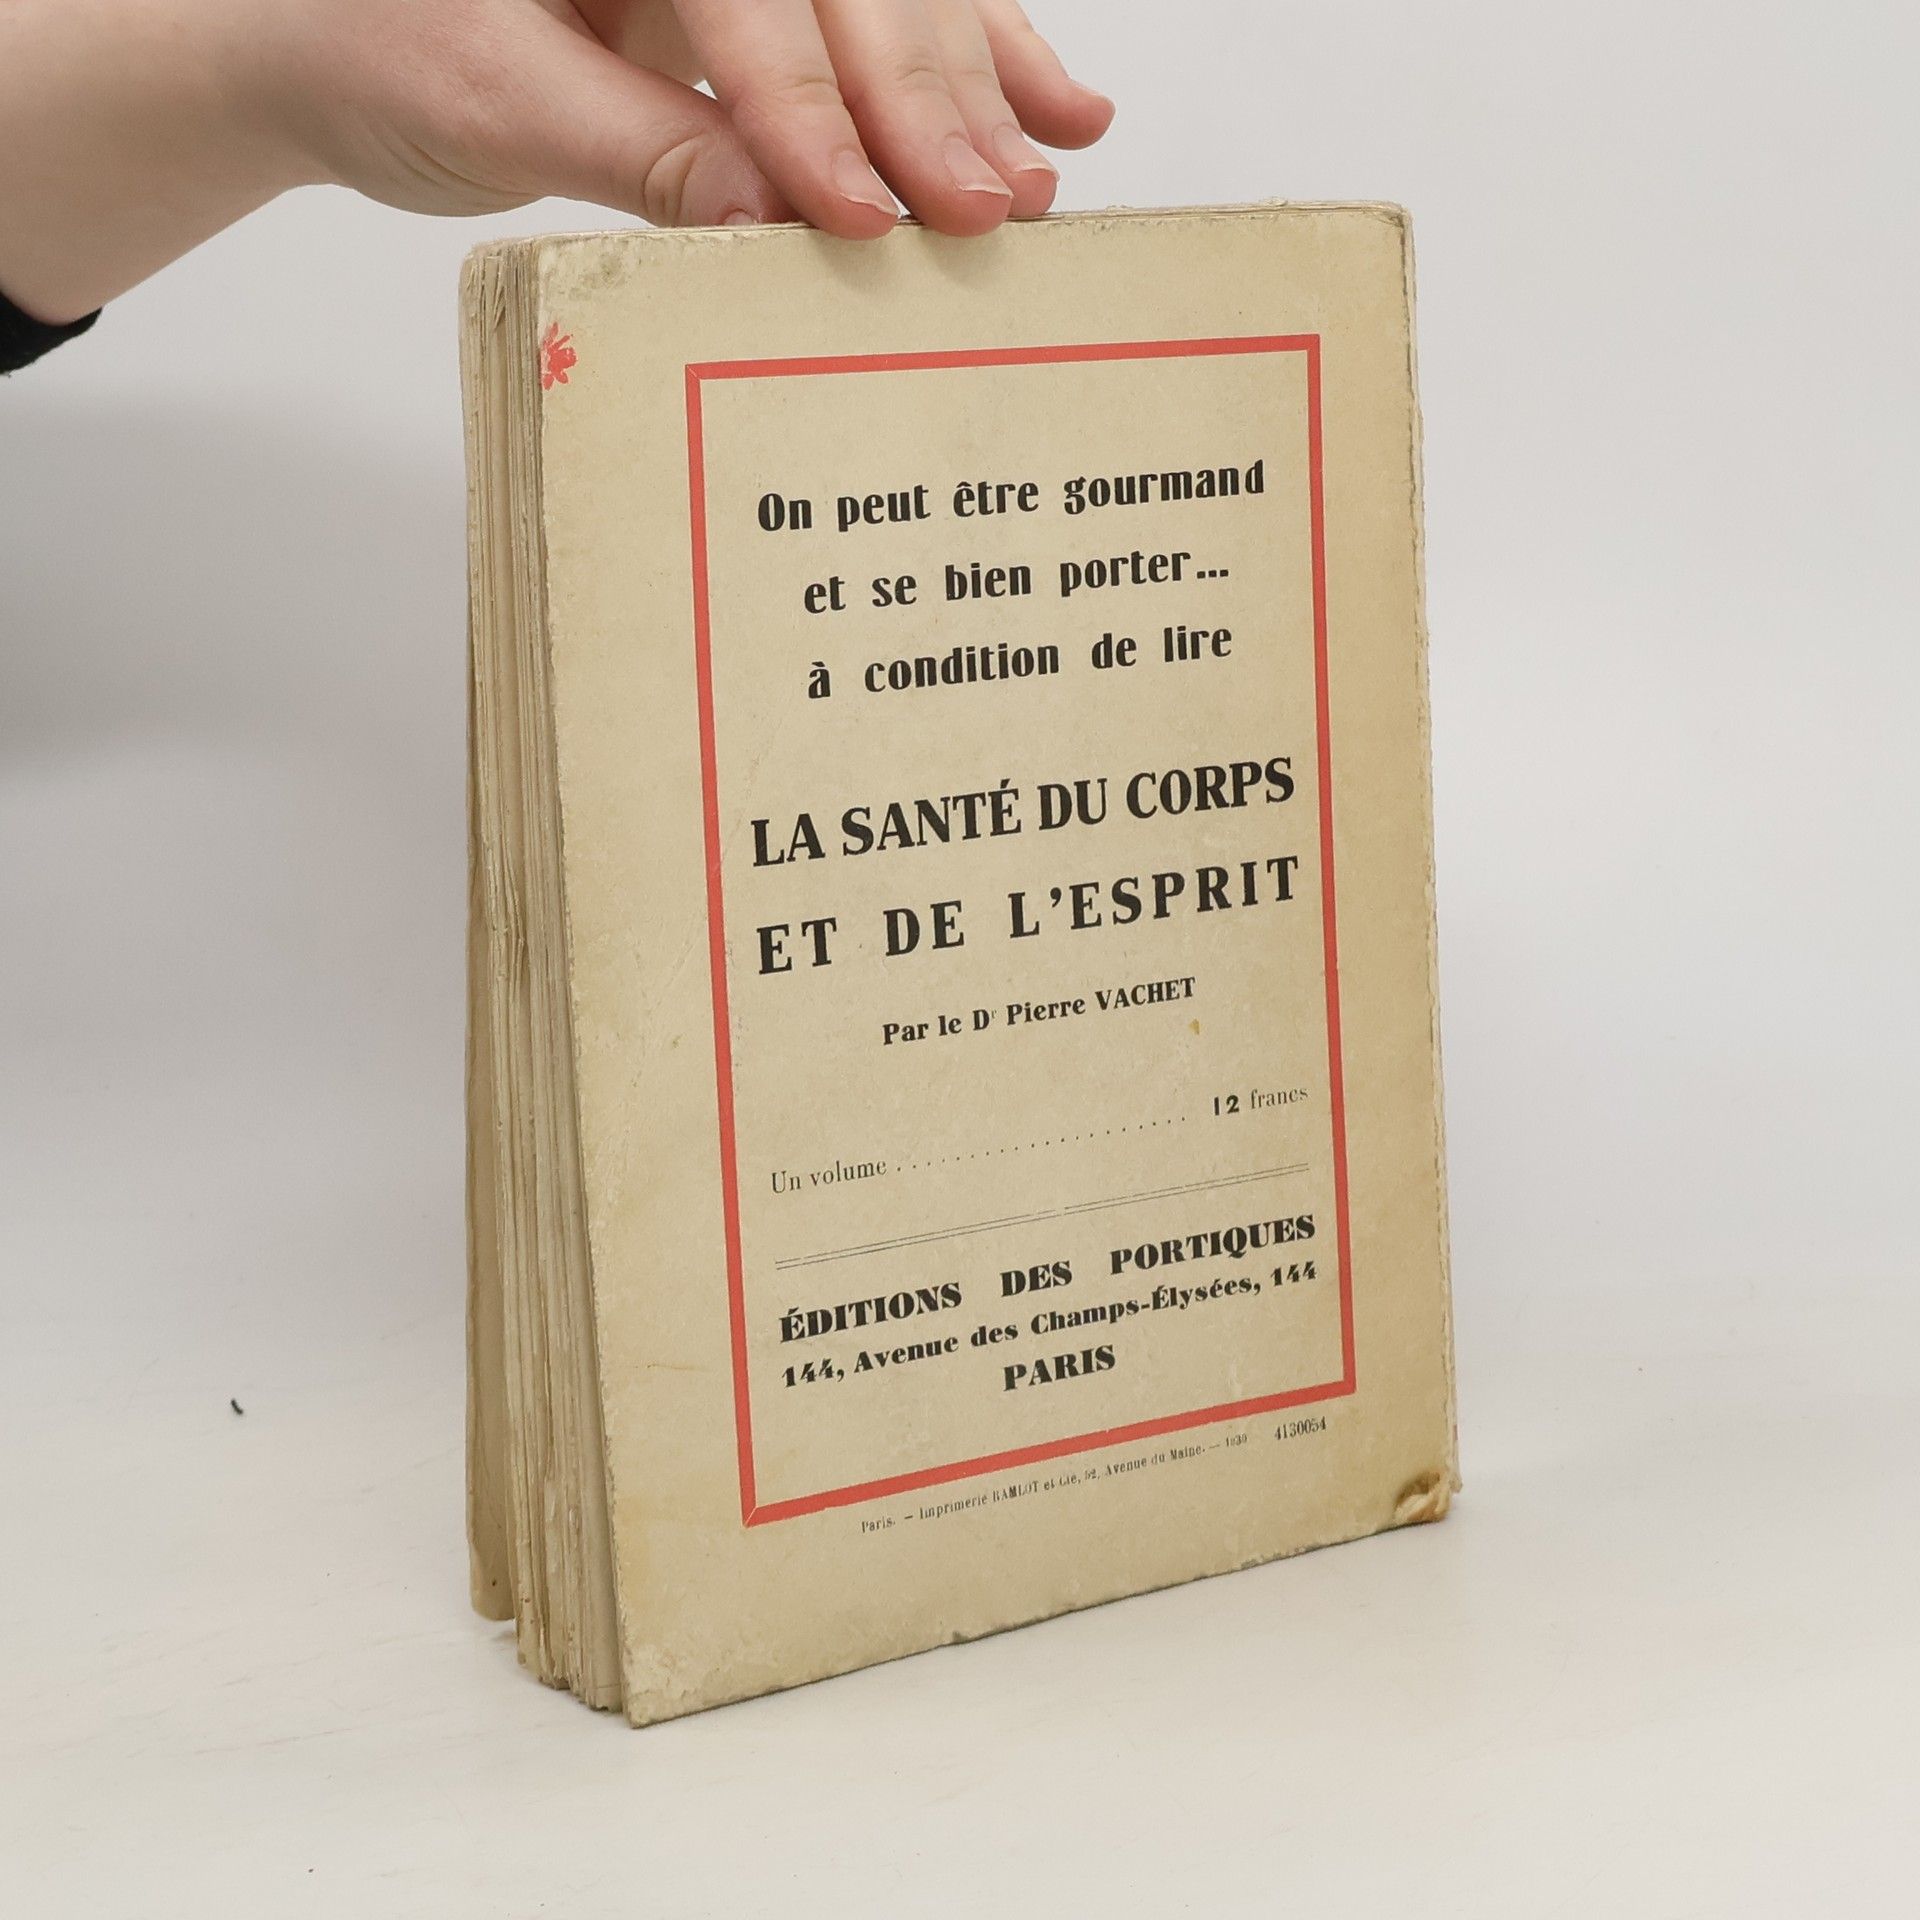 On peut être gourmand
et se bien porter...
à condition de lire
LA SANTÉ DU CORPS
ET DE L'ESPRIT
Par le Dr Pierre VACHET
Un volume .................... 12 francs
ÉDITIONS DES PORTIQUES
144, Avenue des Champs-Élysées, 144
PARIS
Paris. — Imprimerie RAMLOT et Cie, 52, Avenue du Maine. — 1930 4130054